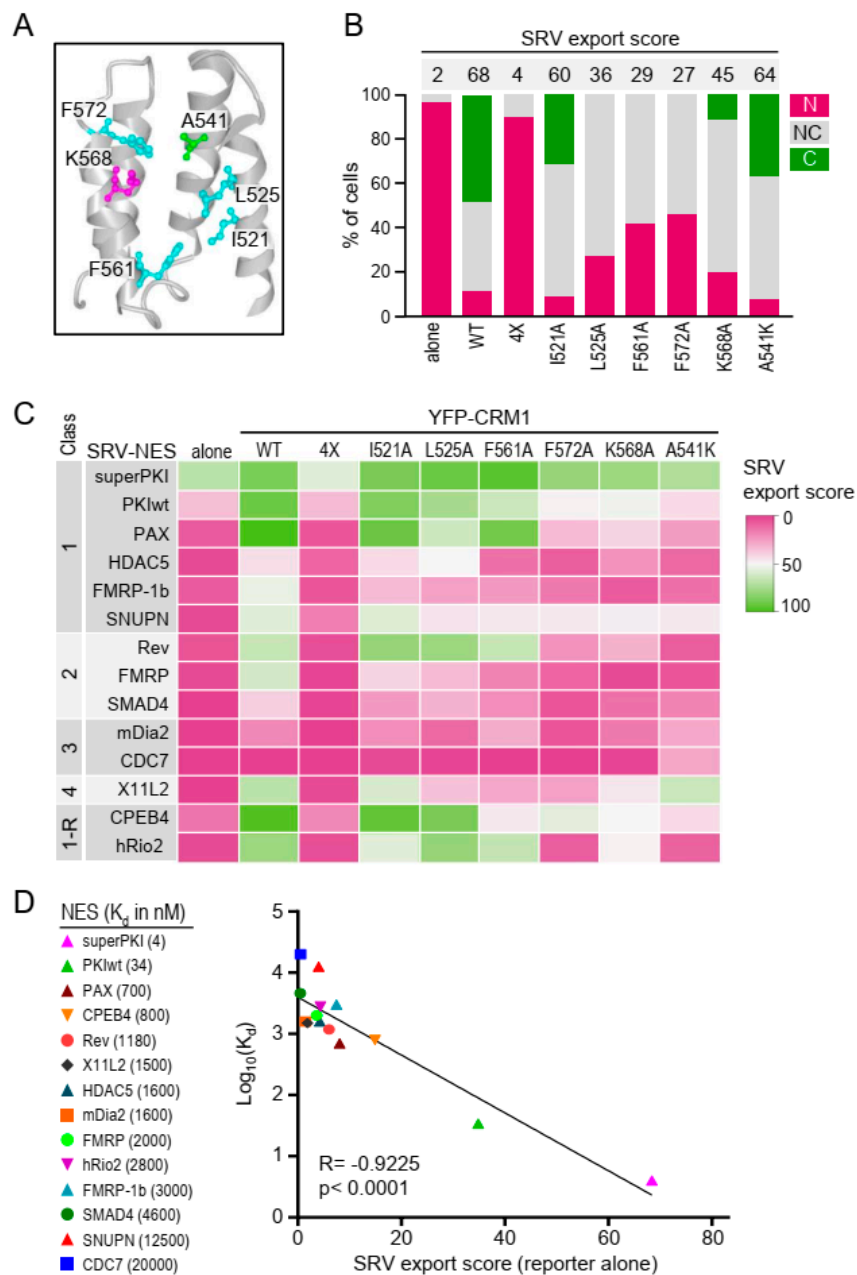 A
F572
A541
K568
L525
I521
F561
B
SRV export score
2 68 4 60 36 29 27 45 64
% of cells
100
80
60
40
20
0
alone
WT
4X
I521A
L525A
F561A
F572A
K568A
A541K
N
NC
C
C
YFP-CRM1
Class SRV-NES alone WT 4X I521A L525A F561A F572A K568A A541K
1
superPKI
PKIwt
PAX
HDAC5
FMRP-1b
SNUPN
2
Rev
FMRP
SMAD4
3
mDia2
CDC7
4
X11L2
1-R
CPEB4
hRio2
SRV
export score
0
50
100
D
NES (Kd in nM)
superPKI (4)
PKIwt (34)
PAX (700)
CPEB4 (800)
Rev (1180)
X11L2 (1500)
HDAC5 (1600)
mDia2 (1600)
FMRP (2000)
hRio2 (2800)
FMRP-1b (3000)
SMAD4 (4600)
SNUPN (12500)
CDC7 (20000)
Log10(Kd)
5
4
3
2
1
0
R= -0.9225
p< 0.0001
0 20 40 60 80
SRV export score (reporter alone)